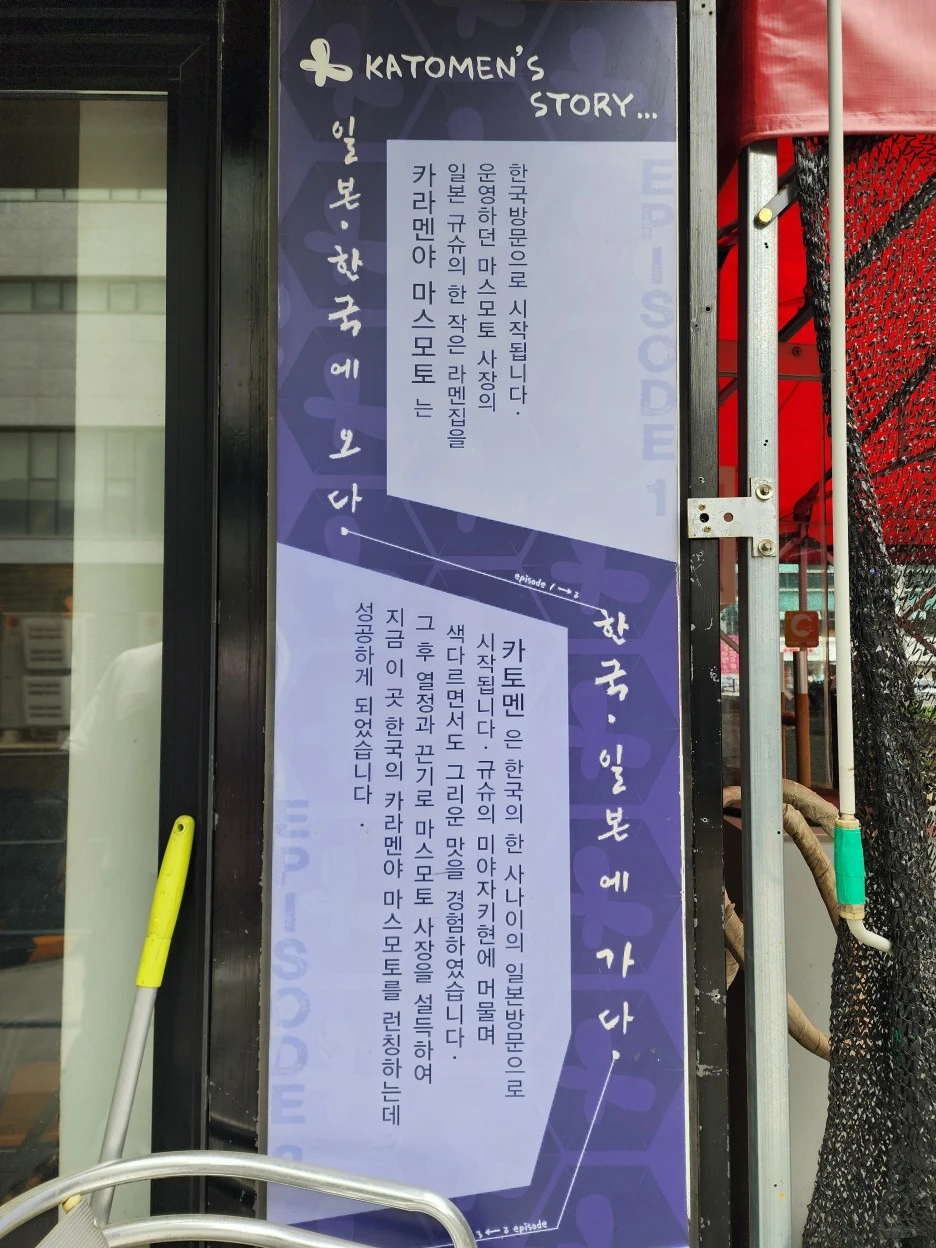 KATOMEN'S
STORY...
일본·한국에 오다
카라멘야 마스모토 는
일본 규슈의 한 작은 라멘집을
운영하던 마스모토 사장의
한국방문으로 시작됩니다.
EPISODE 1
episode 1 → 2
한국·일본에 가다
카토멘 은 한국의 한 사나이의 일본방문으로
시작됩니다. 규슈의 미야자키현에 머물며
색다르면서도 그리운 맛을 경험하였습니다.
그 후 열정과 끈기로 마스모토 사장을 설득하여
지금 이 곳 한국의 카라멘야 마스모토를 런칭하는데
성공하게 되었습니다.
EPISODE 2
3 ← 2 episode